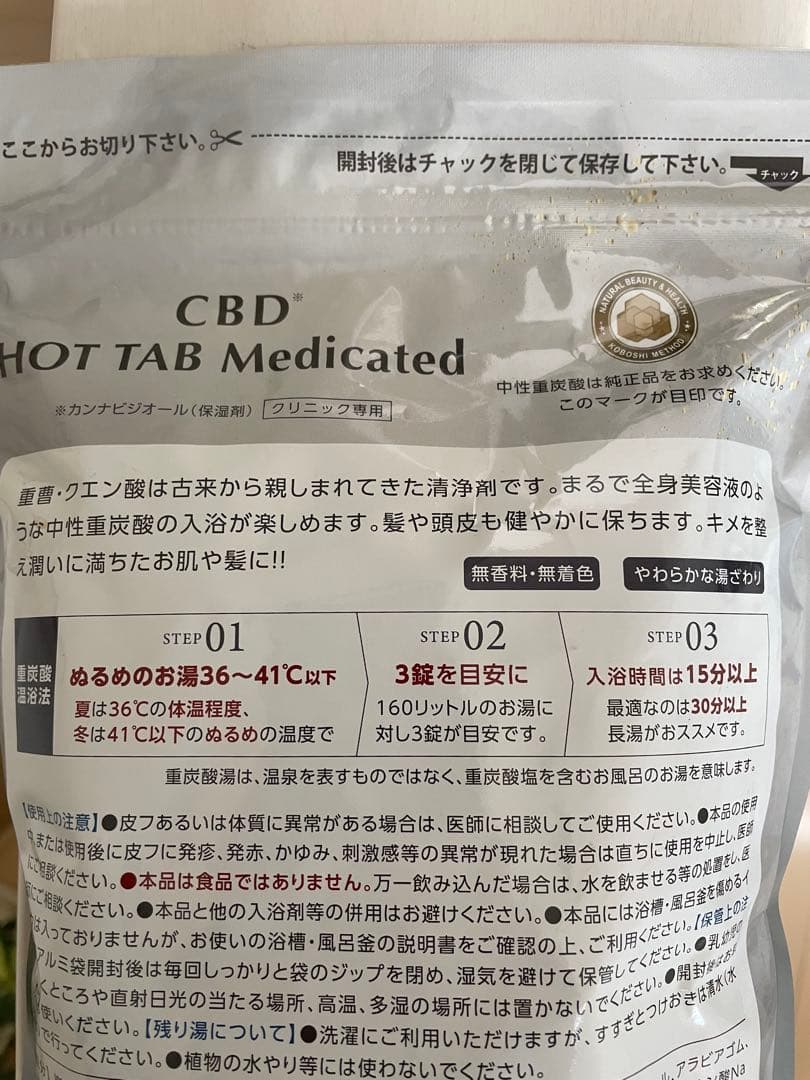 ここからお切り下さい。
開封後はチャックを閉じて保存して下さい。
チャック
CBD※
HOT TAB Medicated
※カンナビジオール(保湿剤) クリニック専用
NATURAL BEAUTY & HEALTH
KOBOSHI METHOD
中性重炭酸は純正品をお求めください。
このマークが目印です。
重曹・クエン酸は古来から親しまれてきた清浄剤です。まるで全身美容液のよ
うな中性重炭酸の入浴が楽しめます。髪や頭皮も健やかに保ちます。キメを整
え潤いに満ちたお肌や髪に!!
無香料・無着色
やわらかな湯ざわり
重炭酸
温浴法
STEP 01
ぬるめのお湯36〜41℃以下
夏は36℃の体温程度、
冬は41℃以下のぬるめの温度で
STEP 02
3錠を目安に
160リットルのお湯に
対し3錠が目安です。
STEP 03
入浴時間は15分以上
最適なのは30分以上
長湯がおススメです。
重炭酸湯は、温泉を表すものではなく、重炭酸塩を含むお風呂のお湯を意味します。
【使用上の注意】●皮フあるいは体質に異常がある場合は、医師に相談してご使用ください。●本品の使用
中、または使用後に皮フに発疹、発赤、かゆみ、刺激感等の異常が現れた場合は直ちに使用を中止し、医師
にご相談ください。●本品は食品ではありません。万一飲み込んだ場合は、水を飲ませる等の処置をし、医
にご相談ください。●本品と他の入浴剤等の併用はお避けください。●本品には浴槽・風呂釜を傷めるイ
は入っておりませんが、お使いの浴槽・風呂釜の説明書をご確認の上、ご利用ください。【保管上の注
アルミ袋開封後は毎回しっかりと袋のジップを閉め、湿気を避けて保管してください。●乳幼児の
くところや直射日光の当たる場所、高温、多湿の場所には置かないでください。●開封後はお早
使いください。【残り湯について】●洗濯にご利用いただけますが、すすぎとつけおきは清水(水
で行ってください。●植物の水やり等には使わないでください。
ル、アラビアゴム、
酸Na